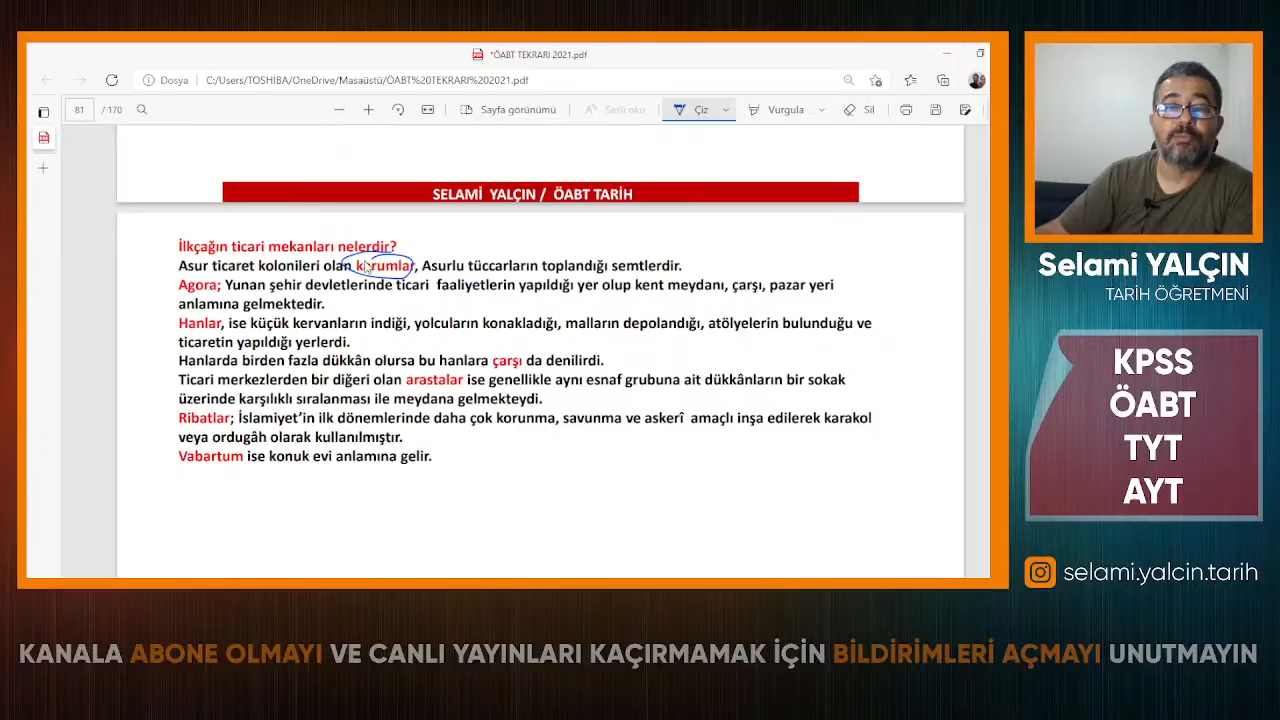 *ÖABT TEKRARI 2021.pdf
Dosya C:/Users/TOSHIBA/OneDrive/Masaüstü/ÖABT%20TEKRARI%202021.pdf
81 / 170 Sayfa görünümü Sesli oku Çiz Vurgula Sil
SELAMİ YALÇIN / ÖABT TARİH
İlkçağın ticari mekanları nelerdir?
Asur ticaret kolonileri olan karumlar, Asurlu tüccarların toplandığı semtlerdir.
Agora; Yunan şehir devletlerinde ticari faaliyetlerin yapıldığı yer olup kent meydanı, çarşı, pazar yeri
anlamına gelmektedir.
Hanlar, ise küçük kervanların indiği, yolcuların konakladığı, malların depolandığı, atölyelerin bulunduğu ve
ticaretin yapıldığı yerlerdi.
Hanlarda birden fazla dükkân olursa bu hanlara çarşı da denilirdi.
Ticari merkezlerden bir diğeri olan arastalar ise genellikle aynı esnaf grubuna ait dükkânların bir sokak
üzerinde karşılıklı sıralanması ile meydana gelmekteydi.
Ribatlar; İslamiyet’in ilk dönemlerinde daha çok korunma, savunma ve askerî amaçlı inşa edilerek karakol
veya ordugâh olarak kullanılmıştır.
Vabartum ise konuk evi anlamına gelir.
Selami YALÇIN
TARİH ÖĞRETMENİ
KPSS
ÖABT
TYT
AYT
selami.yalcin.tarih
KANALA ABONE OLMAYI VE CANLI YAYINLARI KAÇIRMAMAK İÇİN BİLDİRİMLERİ AÇMAYI UNUTMAYIN